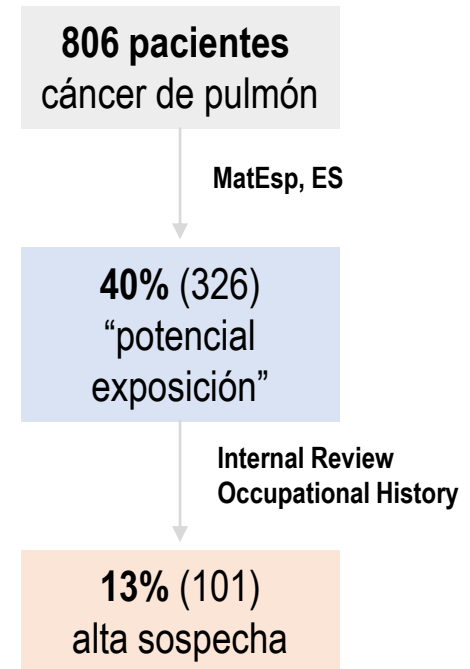 806 pacientes
cáncer de pulmón
MatEsp, ES
40% (326)
“potencial
exposición”
Internal Review
Occupational History
13% (101)
alta sospecha